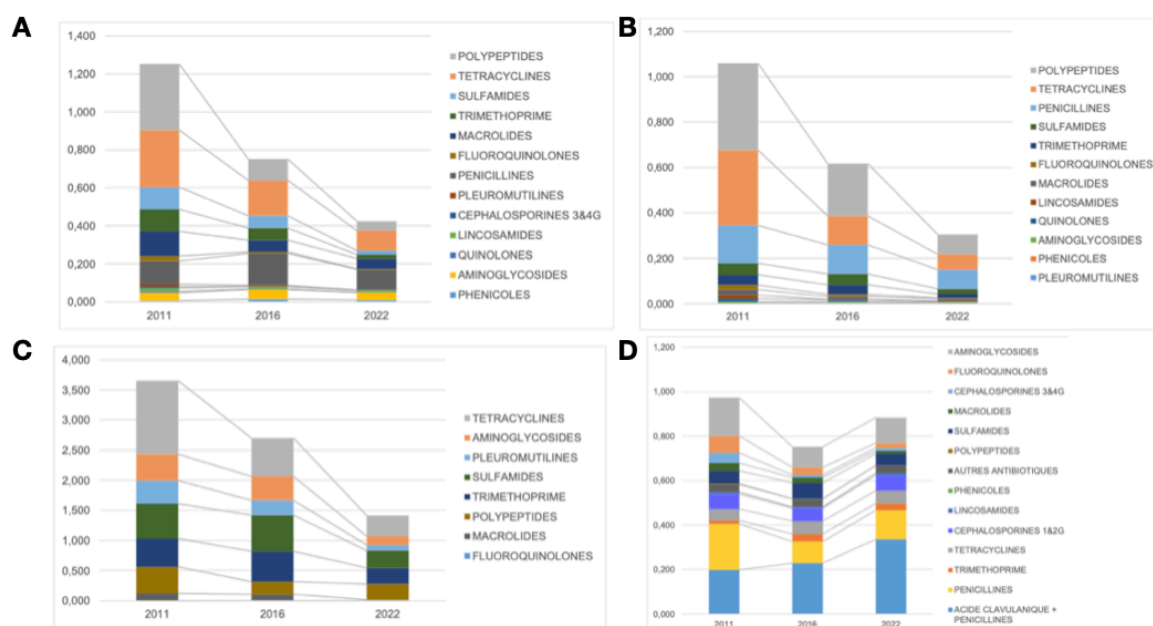 A
1,400
1,200
1,000
0,800
0,600
0,400
0,200
0,000
2011
2016
2022
POLYPEPTIDES
TETRACYCLINES
SULFAMIDES
TRIMETHOPRIME
MACROLIDES
FLUOROQUINOLONES
PENICILLINES
PLEUROMUTILINES
CEPHALOSPORINES 3&4G
LINCOSAMIDES
QUINOLONES
AMINOGLYCOSIDES
PHENICOLES
B
1,200
1,000
0,800
0,600
0,400
0,200
0,000
2011
2016
2022
POLYPEPTIDES
TETRACYCLINES
PENICILLINES
SULFAMIDES
TRIMETHOPRIME
FLUOROQUINOLONES
MACROLIDES
LINCOSAMIDES
QUINOLONES
AMINOGLYCOSIDES
PHENICOLES
PLEUROMUTILINES
C
4,000
3,500
3,000
2,500
2,000
1,500
1,000
0,500
0,000
2011
2016
2022
TETRACYCLINES
AMINOGLYCOSIDES
PLEUROMUTILINES
SULFAMIDES
TRIMETHOPRIME
POLYPEPTIDES
MACROLIDES
FLUOROQUINOLONES
D
1,200
1,000
0,800
0,600
0,400
0,200
0,000
2011
2016
2022
AMINOGLYCOSIDES
FLUOROQUINOLONES
CEPHALOSPORINES 3&4G
MACROLIDES
SULFAMIDES
POLYPEPTIDES
AUTRES ANTIBIOTIQUES
PHENICOLES
LINCOSAMIDES
CEPHALOSPORINES 1&2G
TETRACYCLINES
TRIMETHOPRIME
PENICILLINES
ACIDE CLAVULANIQUE +
PENICILLINES